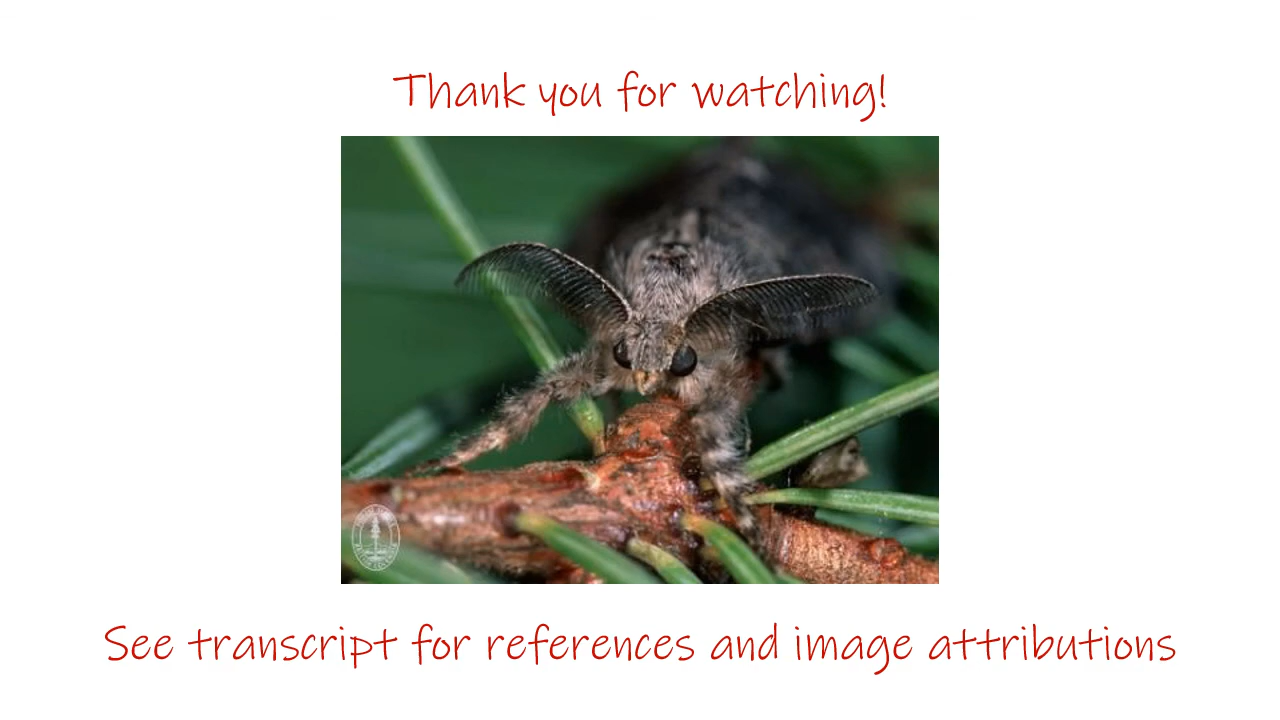 Thank you for watching!
See transcript for references and image attributions